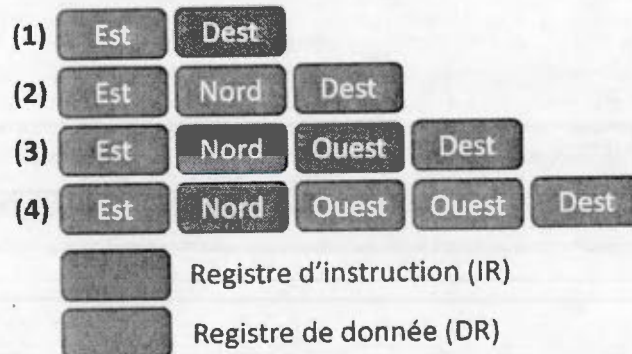 (1) Est Dest
(2) Est Nord Dest
(3) Est Nord Ouest Dest
(4) Est Nord Ouest Ouest Dest
Registre d'instruction (IR)
Registre de donnée (DR)